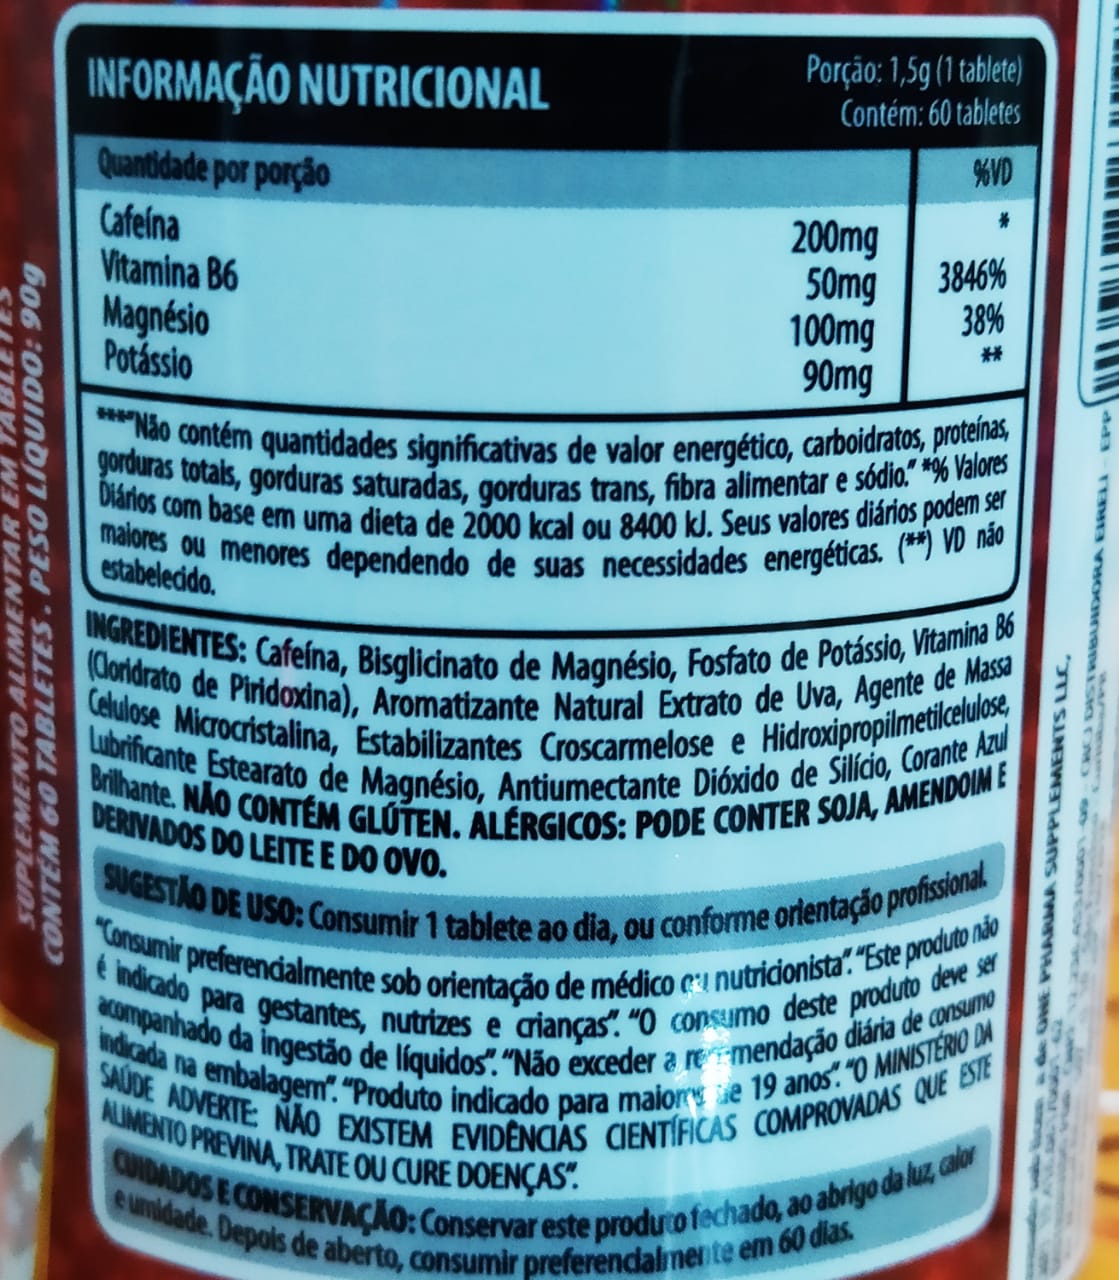 INFORMAÇÃO NUTRICIONAL
Porção: 1,5g (1 tablete)
Contém: 60 tabletes
Quantidade por porção %VD
Cafeína 200mg *
Vitamina B6 50mg 3846%
Magnésio 100mg 38%
Potássio 90mg **
***"Não contém quantidades significativas de valor energético, carboidratos, proteínas,
gorduras totais, gorduras saturadas, gorduras trans, fibra alimentar e sódio." *% Valores
Diários com base em uma dieta de 2000 kcal ou 8400 kJ. Seus valores diários podem ser
maiores ou menores dependendo de suas necessidades energéticas. (**) VD não
estabelecido.
INGREDIENTES: Cafeína, Bisglicinato de Magnésio, Fosfato de Potássio, Vitamina B6
(Cloridrato de Piridoxina), Aromatizante Natural Extrato de Uva, Agente de Massa
Celulose Microcristalina, Estabilizantes Croscarmelose e Hidroxipropilmetilcelulose,
Lubrificante Estearato de Magnésio, Antiumectante Dióxido de Silício, Corante Azul
Brilhante. NÃO CONTÉM GLÚTEN. ALÉRGICOS: PODE CONTER SOJA, AMENDOIM E
DERIVADOS DO LEITE E DO OVO.
SUGESTÃO DE USO: Consumir 1 tablete ao dia, ou conforme orientação profissional.
"Consumir preferencialmente sob orientação de médico ou nutricionista". "Este produto não
é indicado para gestantes, nutrizes e crianças". "O consumo deste produto deve ser
acompanhado da ingestão de líquidos". "Não exceder a recomendação diária de consumo
indicada na embalagem". "Produto indicado para maiores de 19 anos". "O MINISTÉRIO DA
SAÚDE ADVERTE: NÃO EXISTEM EVIDÊNCIAS CIENTÍFICAS COMPROVADAS QUE ESTE
ALIMENTO PREVINA, TRATE OU CURE DOENÇAS".
CUIDADOS E CONSERVAÇÃO: Conservar este produto fechado, ao abrigo da luz, calor
e umidade. Depois de aberto, consumir preferencialmente em 60 dias.
SUPLEMENTO ALIMENTAR EM TABLETES
CONTÉM 60 TABLETES . PESO LÍQUIDO: 90g
ONE PHARMA SUPPLEMENTS LLC,
DISTRIBUIDORA EIRELI - EPP